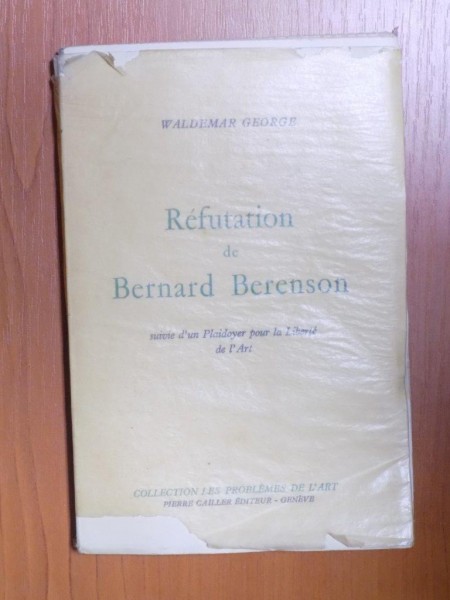 WALDEMAR GEORGE
Réfutation
de
Bernard Berenson
suivie d'un Plaidoyer pour la Liberté
de l'Art
COLLECTION LES PROBLÈMES DE L'ART
PIERRE CAILLER ÉDITEUR - GENÈVE